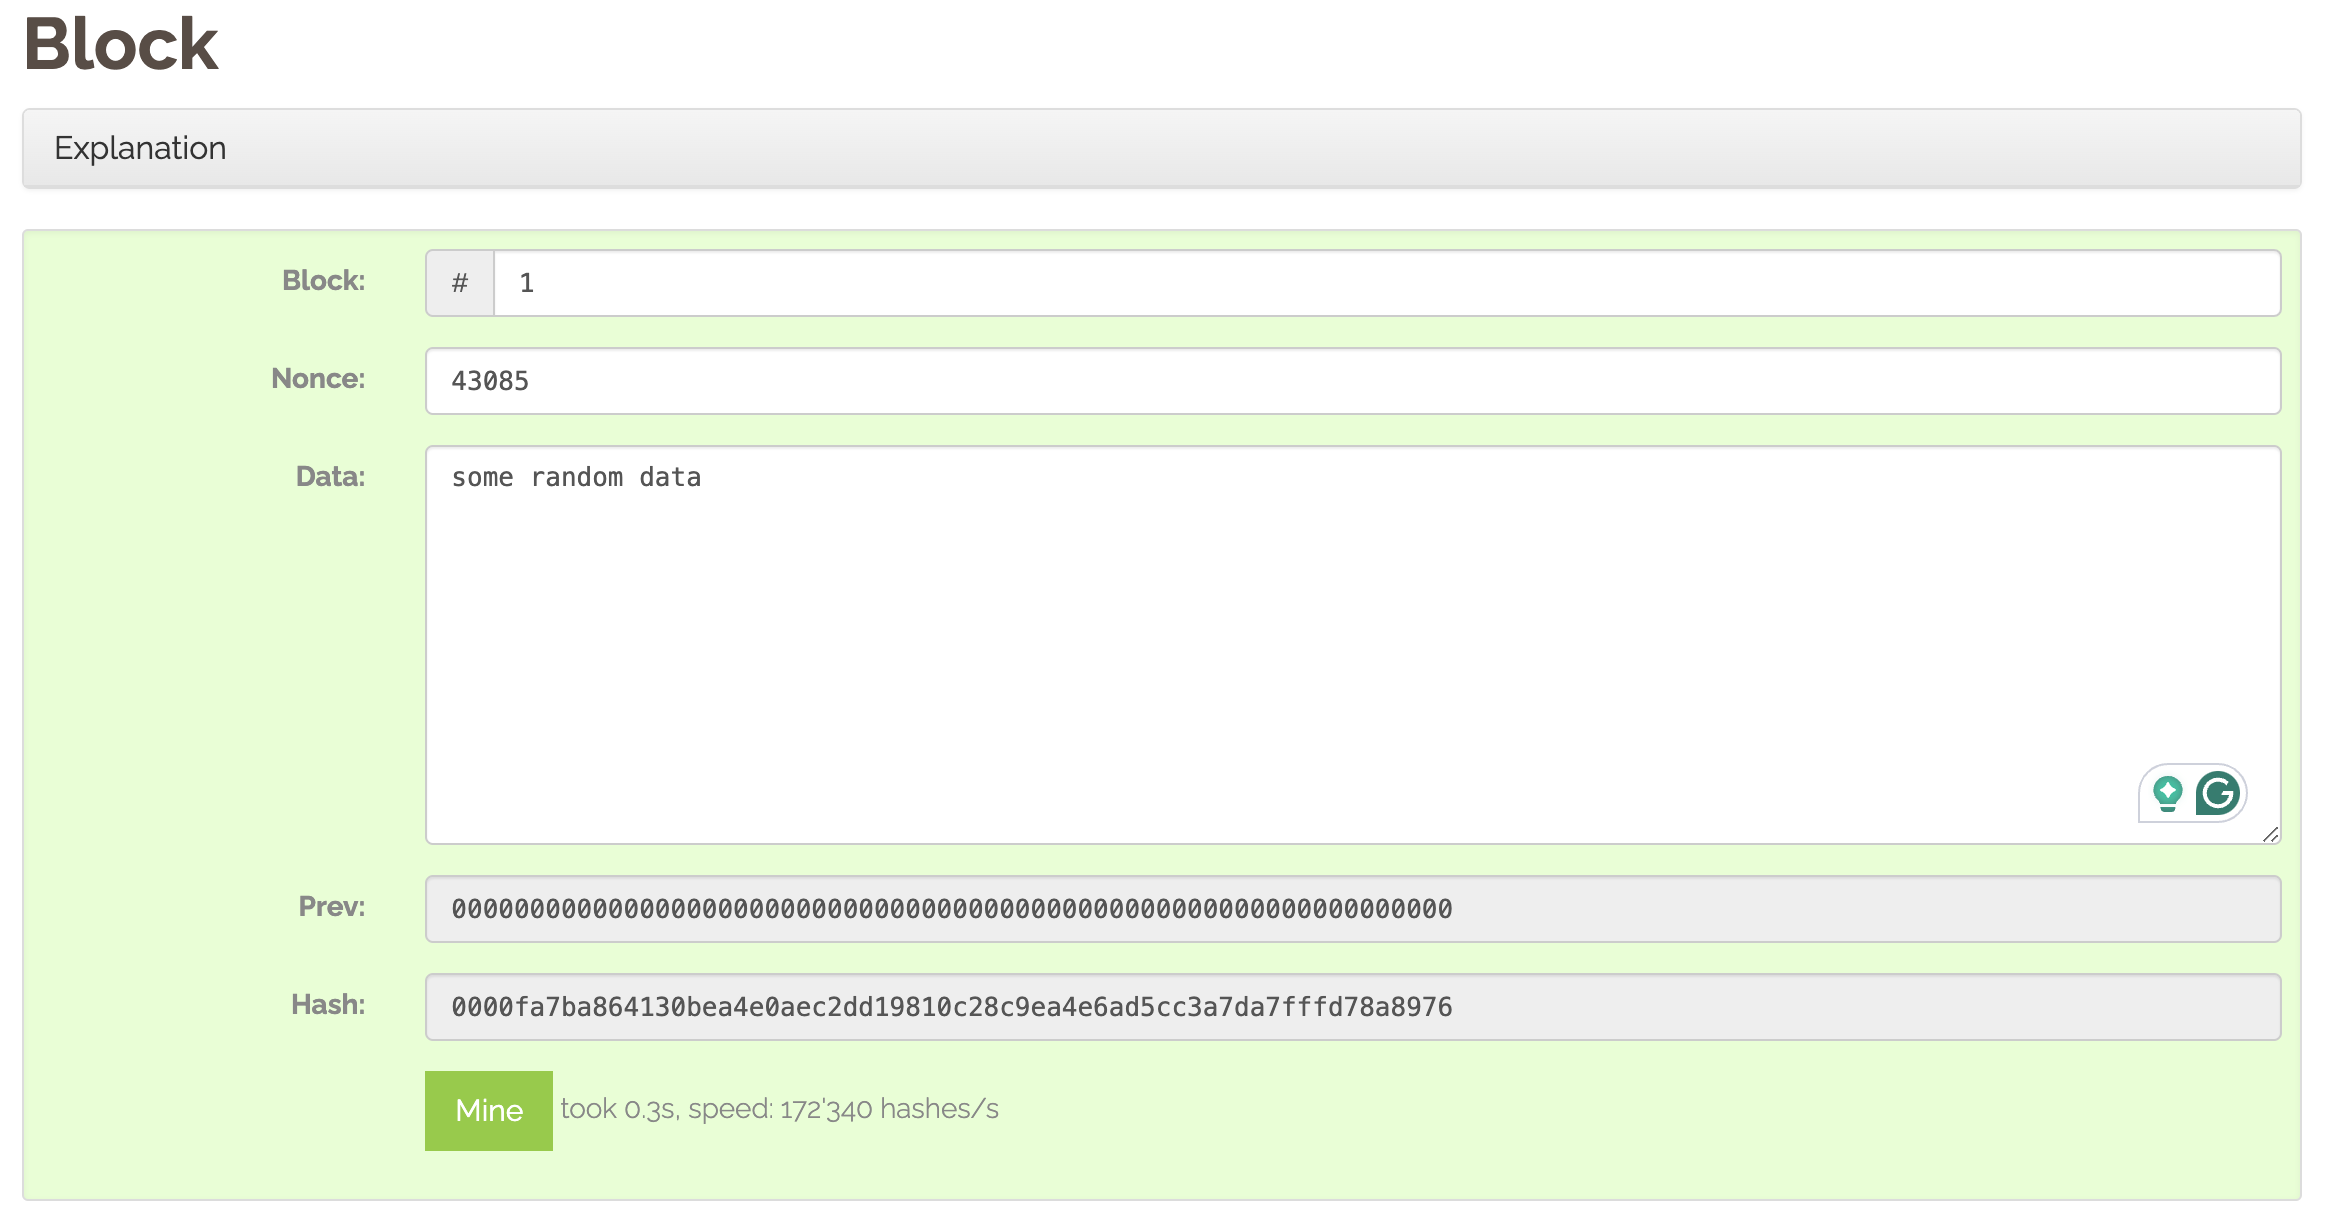 Block
Explanation
Block: # 1
Nonce: 43085
Data: some random data
Prev: 0000000000000000000000000000000000000000000000000000000000000000
Hash: 0000fa7ba864130bea4e0aec2dd19810c28c9ea4e6ad5cc3a7da7fffd78a8976
Mine took 0.3s, speed: 172'340 hashes/s